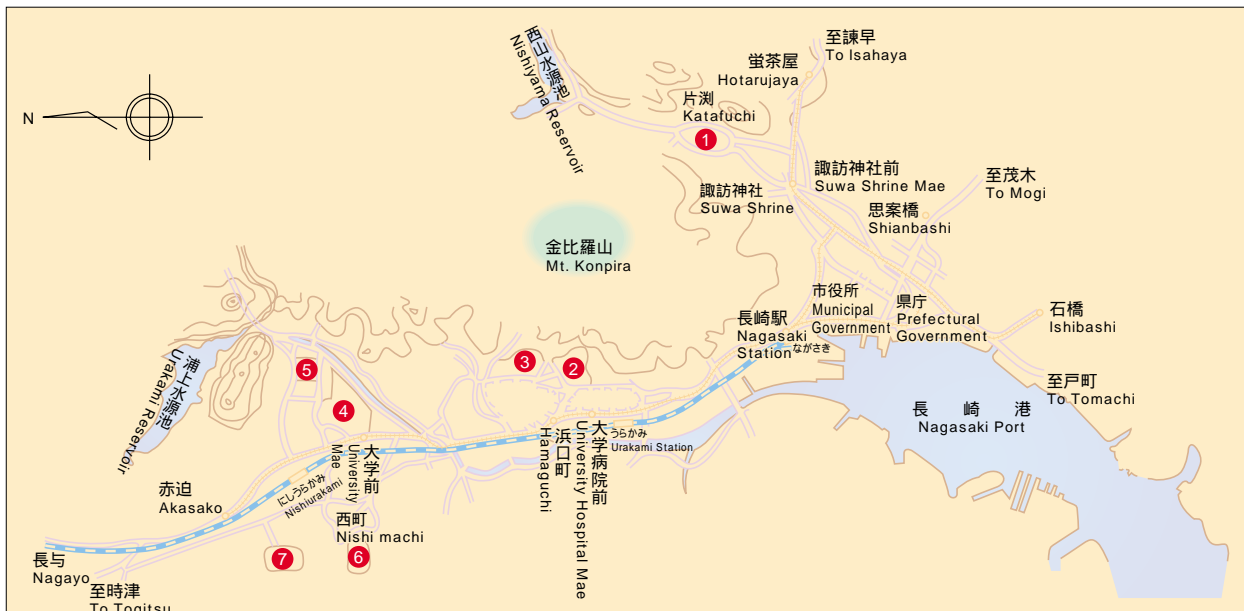 N
西山水源池
Nishiyama Reservoir
至諫早
To Isahaya
蛍茶屋
Hotarujaya
片渕
Katafuchi
1
諏訪神社前
Suwa Shrine Mae
諏訪神社
Suwa Shrine
至茂木
To Mogi
思案橋
Shianbashi
金比羅山
Mt. Konpira
市役所
Municipal
Government
県庁
Prefectural
Government
石橋
Ishibashi
長崎駅
Nagasaki
Station
ながさき
至戸町
To Tomachi
長崎港
Nagasaki Port
浦上水源池
Urakami Reservoir
5
4
3
2
大学前
University
Mae
浜口町
Hamaguchi
大学病院前
University Hospital Mae
うらかみ
Urakami Station
赤迫
Akasako
にしうらかみ
Nishiurakami
西町
Nishi machi
7
6
長与
Nagayo
至時津
To Togitsu